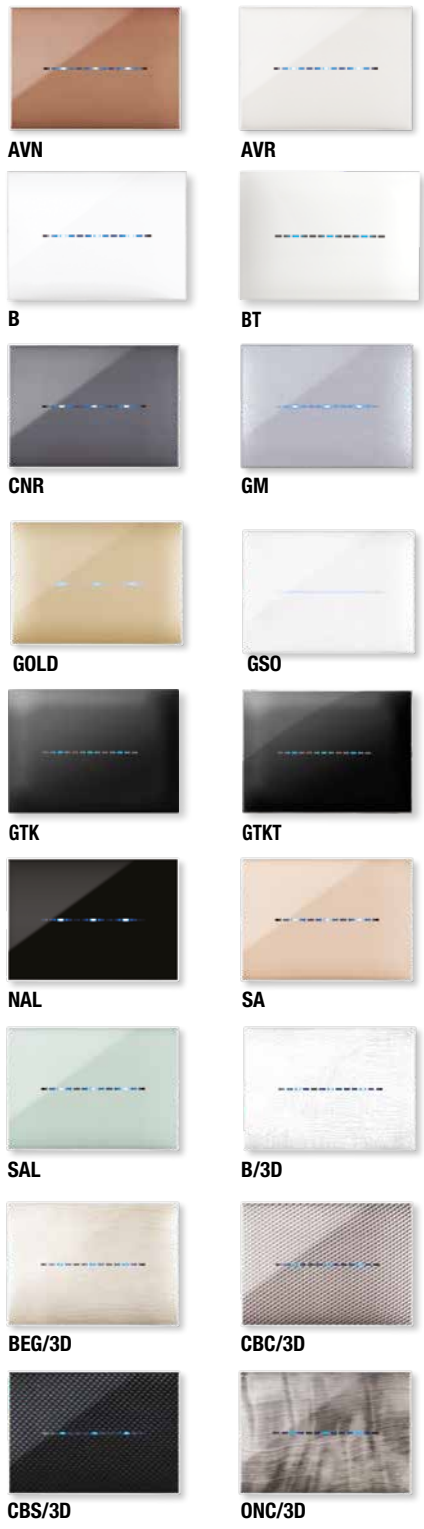 AVN
AVR
B
BT
CNR
GM
GOLD
GSO
GTK
GTKT
NAL
SA
SAL
B/3D
BEG/3D
CBC/3D
CBS/3D
ONC/3D